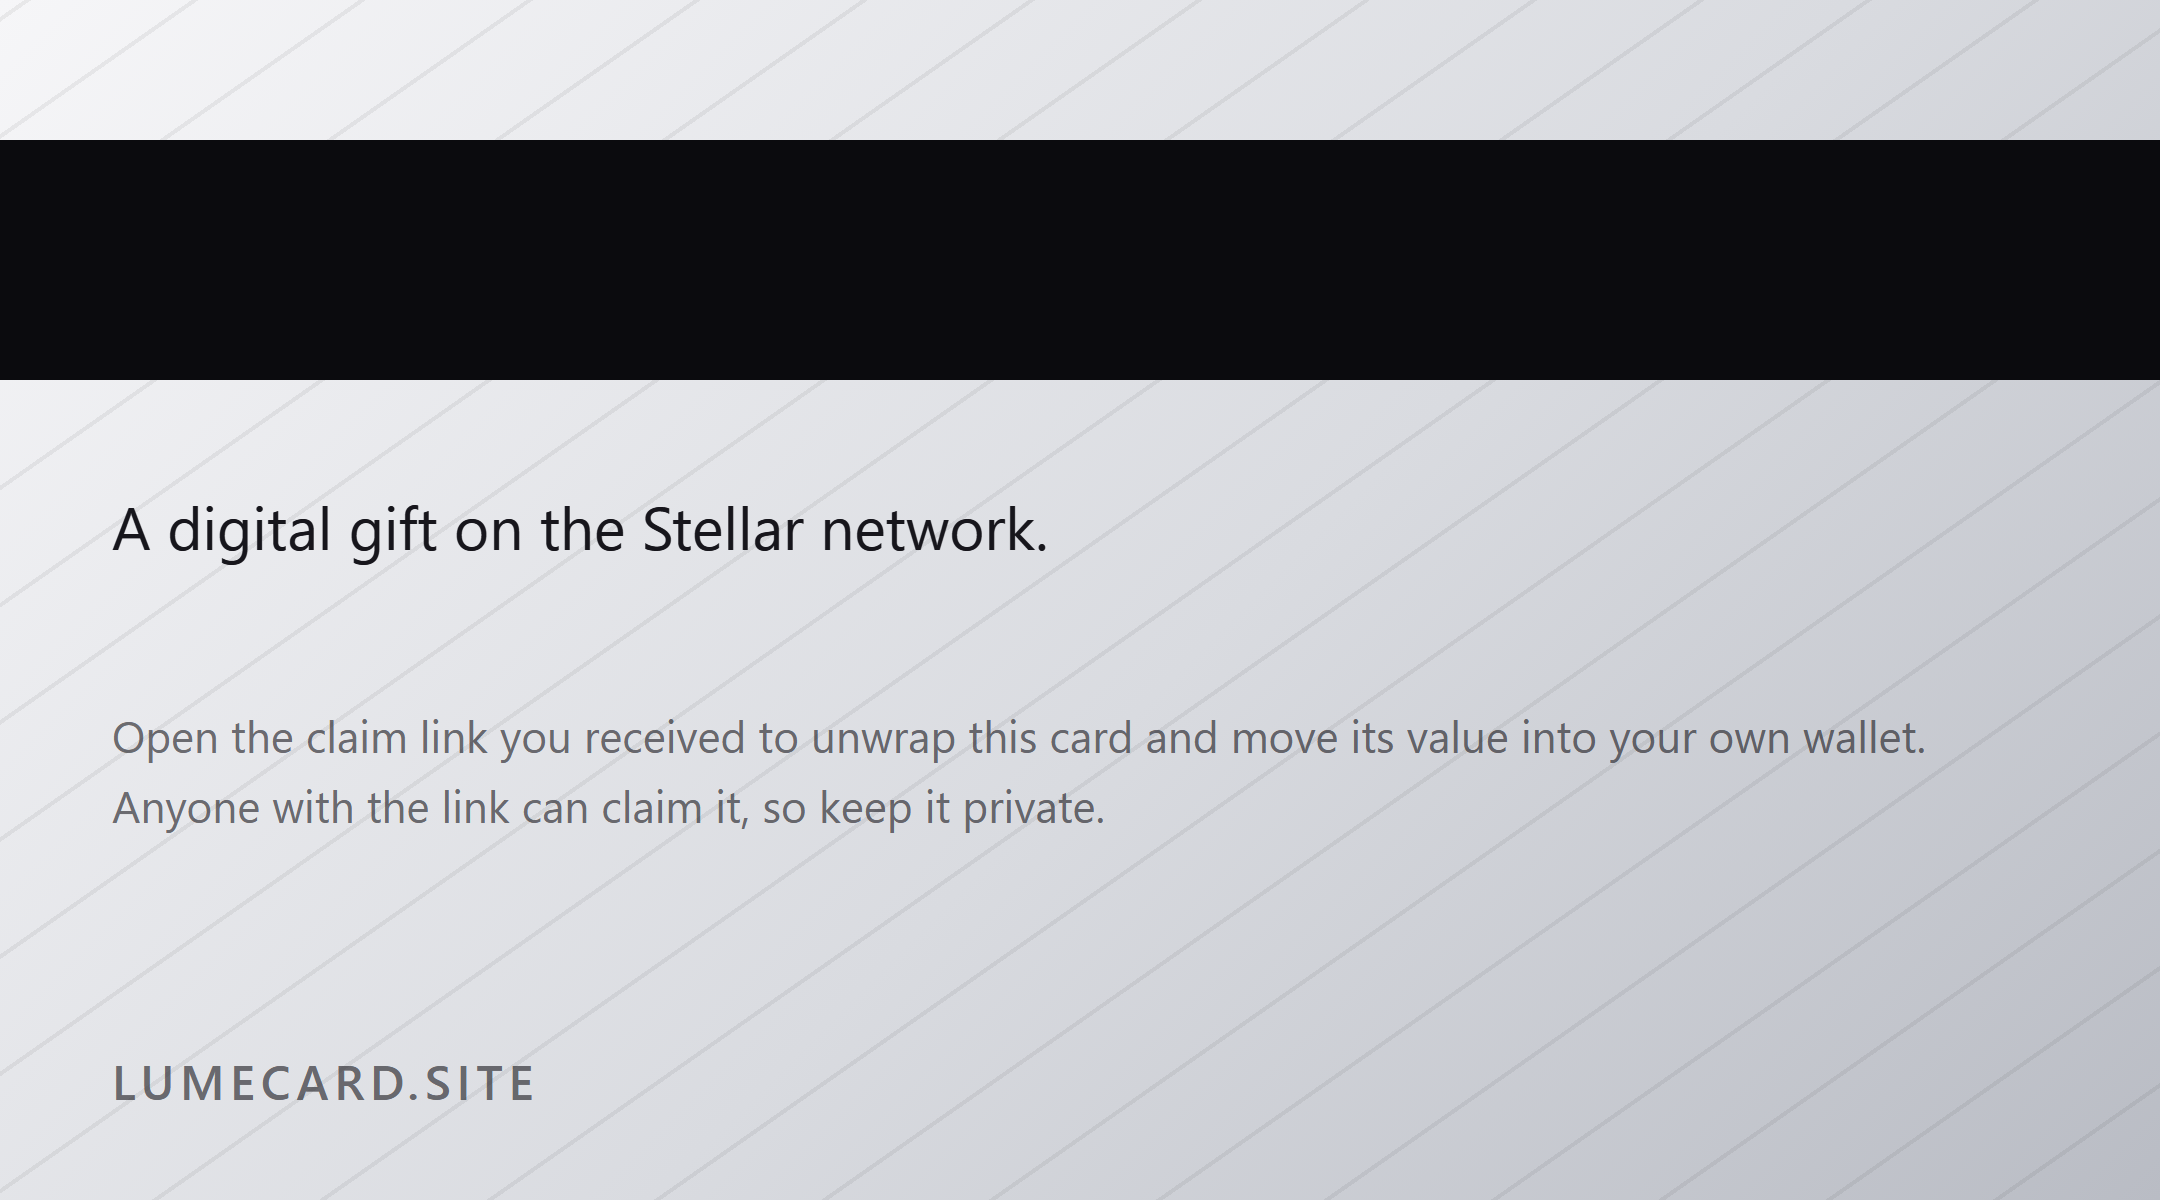 A digital gift on the Stellar network.
Open the claim link you received to unwrap this card and move its value into your own wallet.
Anyone with the link can claim it, so keep it private.
LUMECARD.SITE